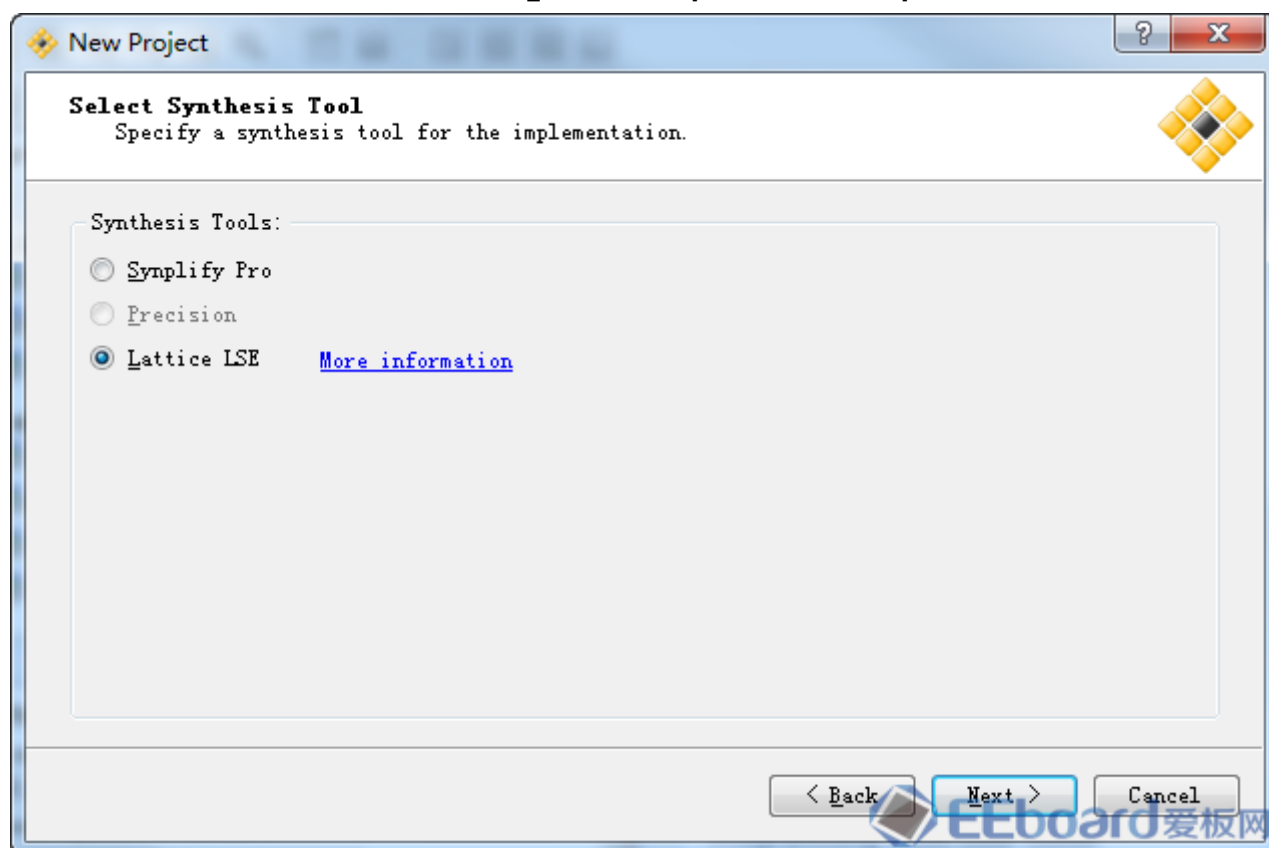 New Project
Select Synthesis Tool
Specify a synthesis tool for the implementation.
Synthesis Tools:
Synplify Pro
Precision
Lattice LSE More information
< Back Next > Cancel
EEboard爱板网